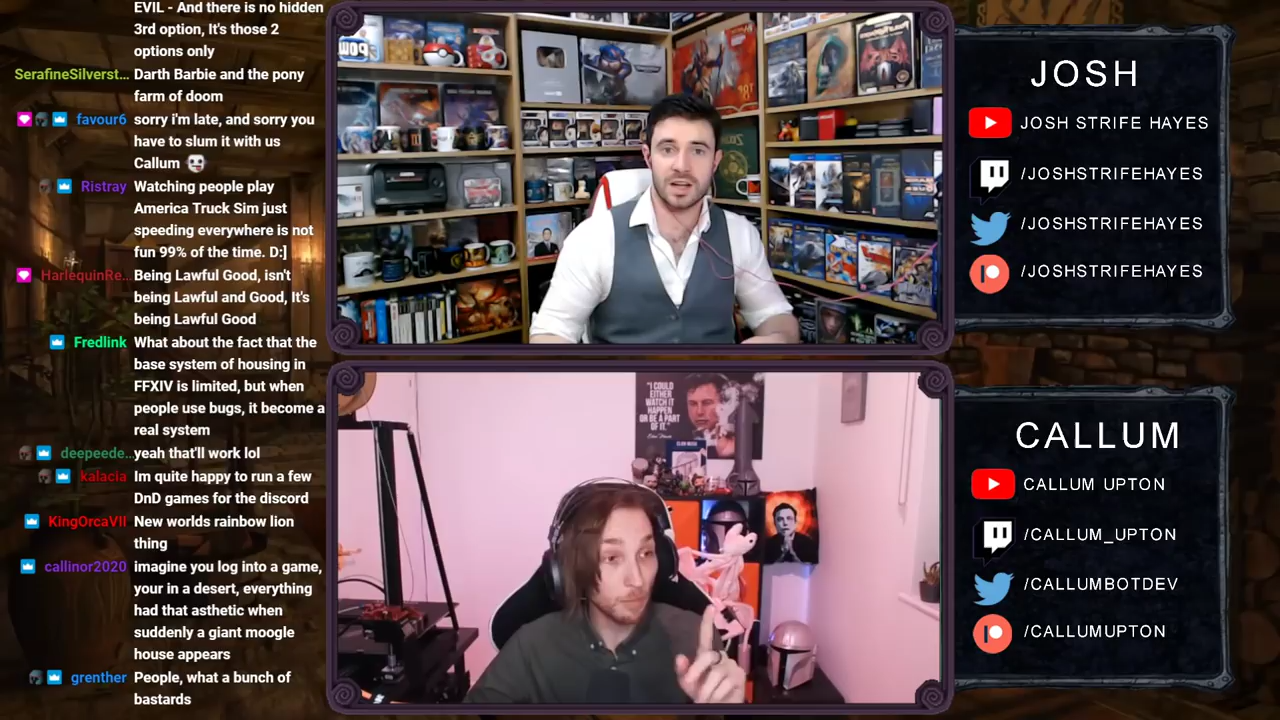 EVIL - And there is no hidden
3rd option, It's those 2
options only
SerafineSilverst... Darth Barbie and the pony
farm of doom
favour6 sorry i'm late, and sorry you
have to slum it with us
Callum
Ristray Watching people play
America Truck Sim just
speeding everywhere is not
fun 99% of the time. D:]
HarlequinRe... Being Lawful Good, isn't
being Lawful and Good, It's
being Lawful Good
Fredlink What about the fact that the
base system of housing in
FFXIV is limited, but when
people use bugs, it become a
real system
deepeede... yeah that'll work lol
kalacia Im quite happy to run a few
DnD games for the discord
KingOrcaVII New worlds rainbow lion
thing
callinor2020 imagine you log into a game,
your in a desert, everything
had that asthetic when
suddenly a giant moogle
house appears
grenther People, what a bunch of
bastards
JOSH
JOSH STRIFE HAYES
/JOSHSTRIFEHAYES
/JOSHSTRIFEHAYES
/JOSHSTRIFEHAYES
"I COULD
EITHER
WATCH IT
HAPPEN
OR BE A
PART
OF IT."
CALLUM
CALLUM UPTON
/CALLUM_UPTON
/CALLUMBOTDEV
/CALLUMUPTON